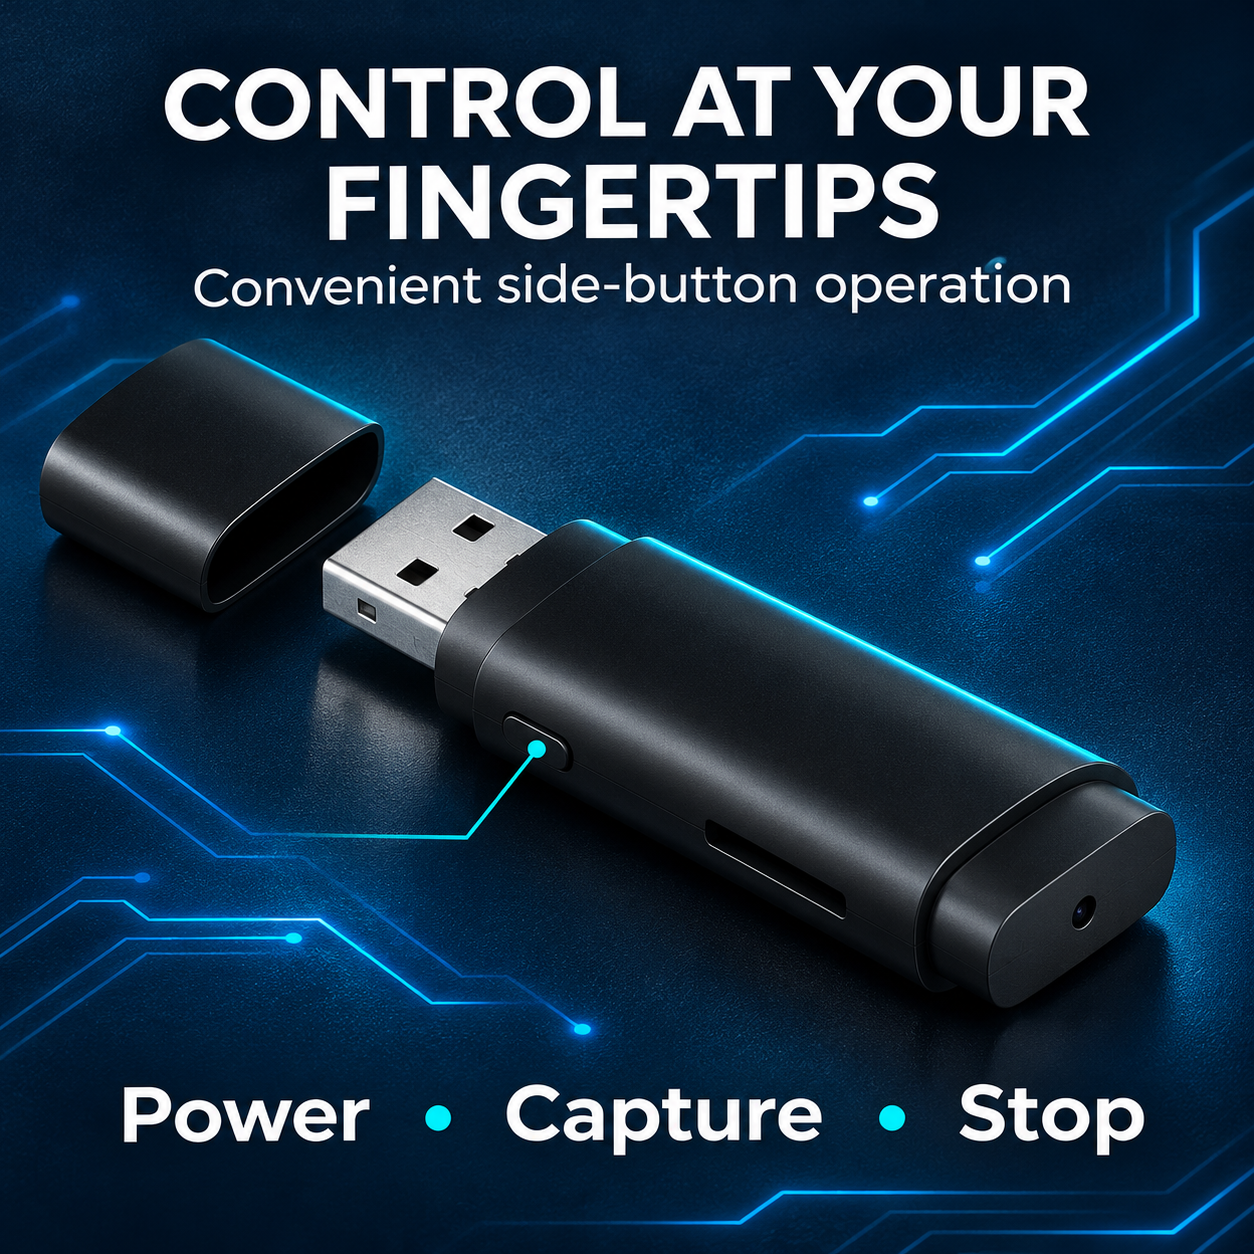 CONTROL AT YOUR
FINGERTIPS
Convenient side-button operation
Power • Capture • Stop